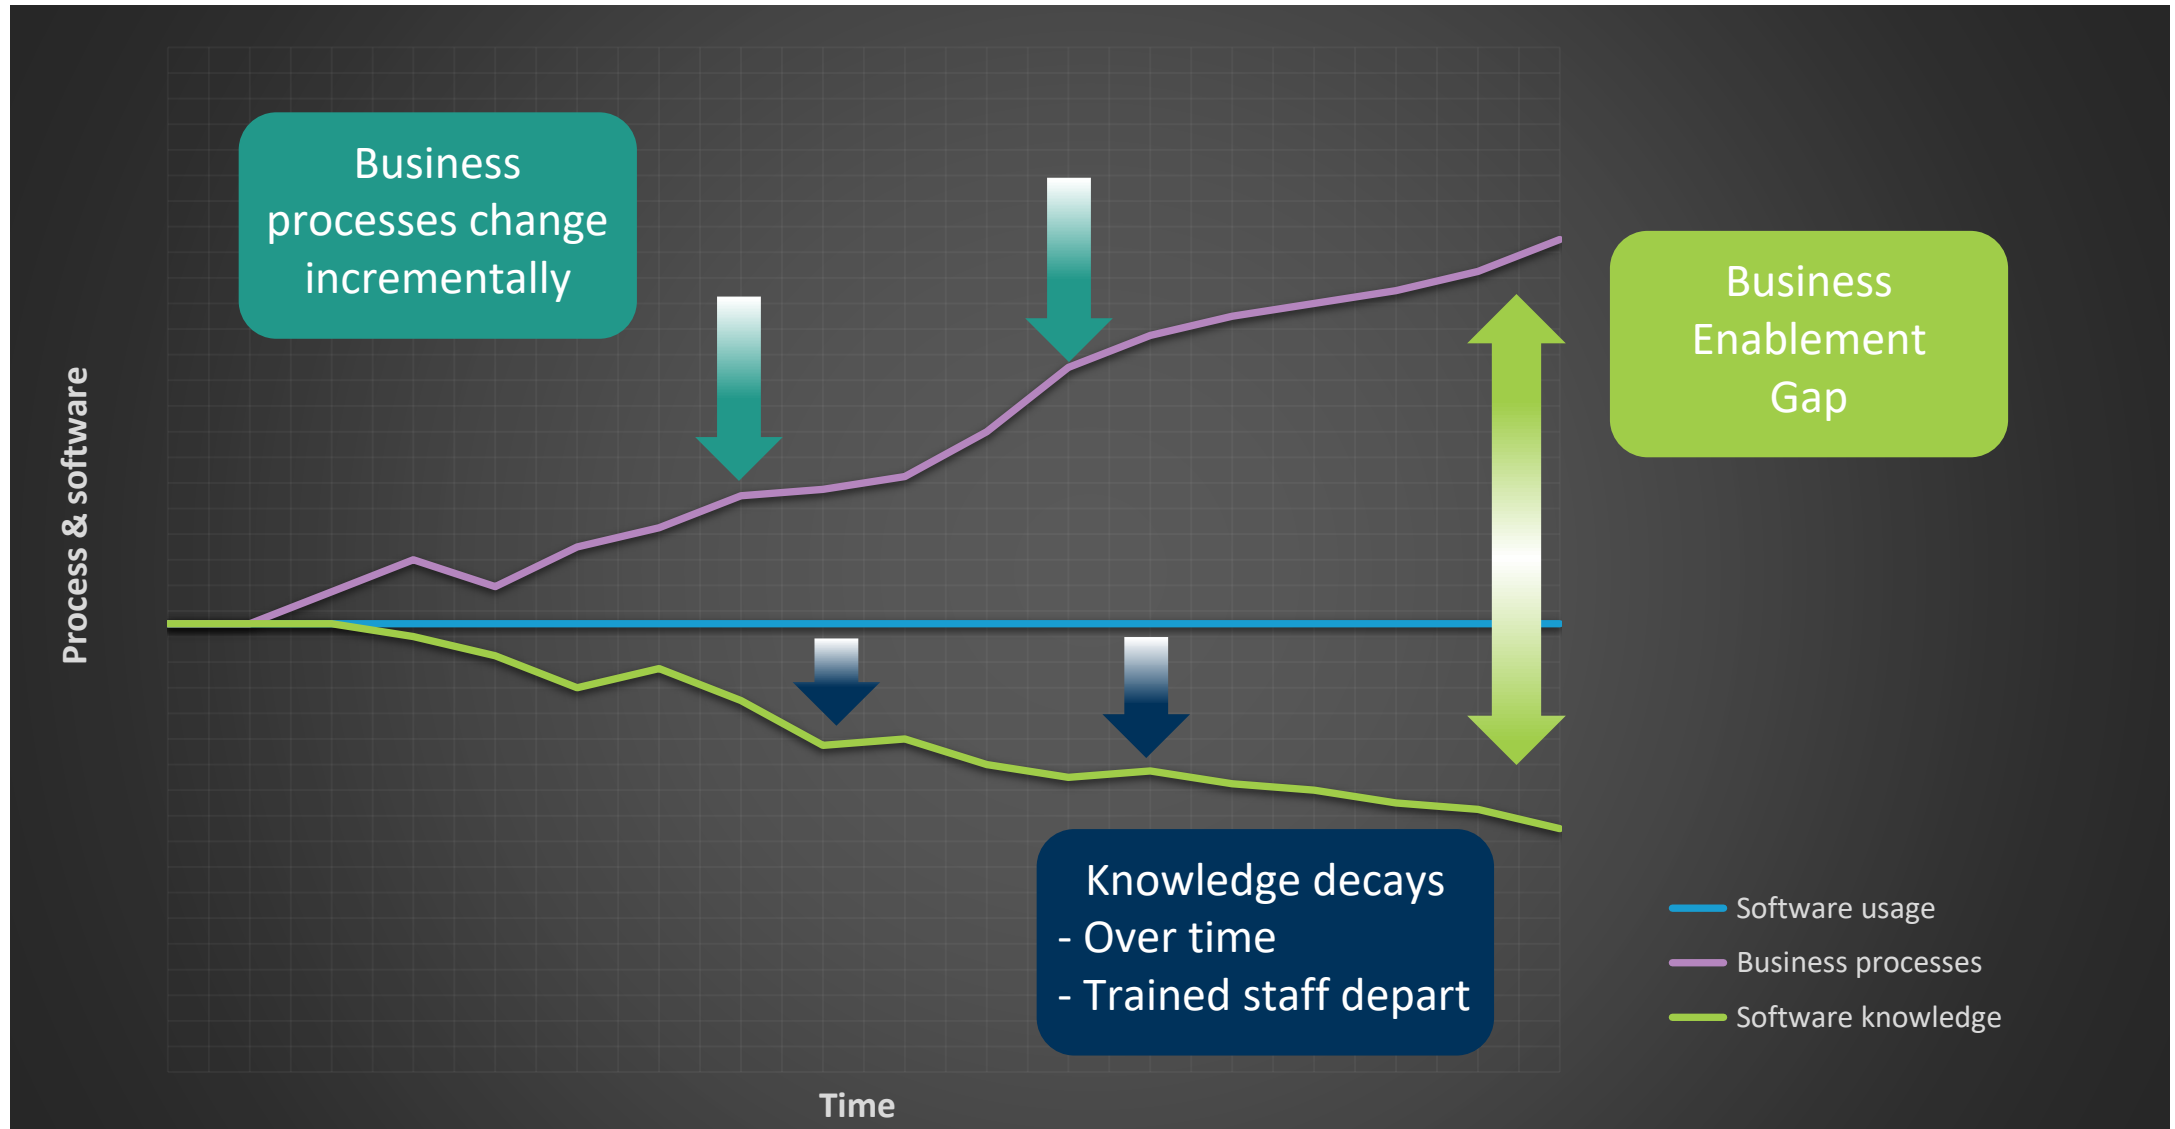 Business
processes change
incrementally
Business
Enablement
Gap
Process & software
Knowledge decays
- Over time
- Trained staff depart
Software usage
Business processes
Software knowledge
Time